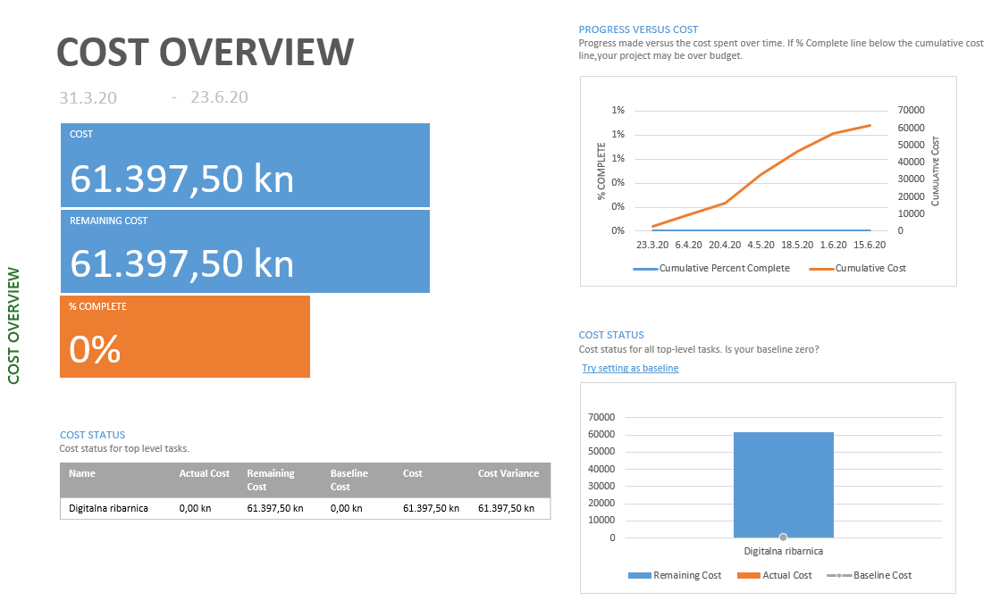 COST OVERVIEW
COST OVERVIEW
31.3.20 - 23.6.20
COST
61.397,50 kn
REMAINING COST
61.397,50 kn
% COMPLETE
0%
COST STATUS
Cost status for top level tasks.
Name Actual Cost Remaining Cost Baseline Cost Cost Cost Variance
Digitalna ribarnica 0,00 kn 61.397,50 kn 0,00 kn 61.397,50 kn 61.397,50 kn
PROGRESS VERSUS COST
Progress made versus the cost spent over time. If % Complete line below the cumulative cost
line,your project may be over budget.
% COMPLETE
1%
1%
1%
0%
0%
0%
70000
60000
50000
40000
30000
20000
10000
0
CUMULATIVE COST
23.3.20 6.4.20 20.4.20 4.5.20 18.5.20 1.6.20 15.6.20
Cumulative Percent Complete Cumulative Cost
COST STATUS
Cost status for all top-level tasks. Is your baseline zero?
Try setting as baseline
70000
60000
50000
40000
30000
20000
10000
0
Digitalna ribarnica
Remaining Cost Actual Cost Baseline Cost